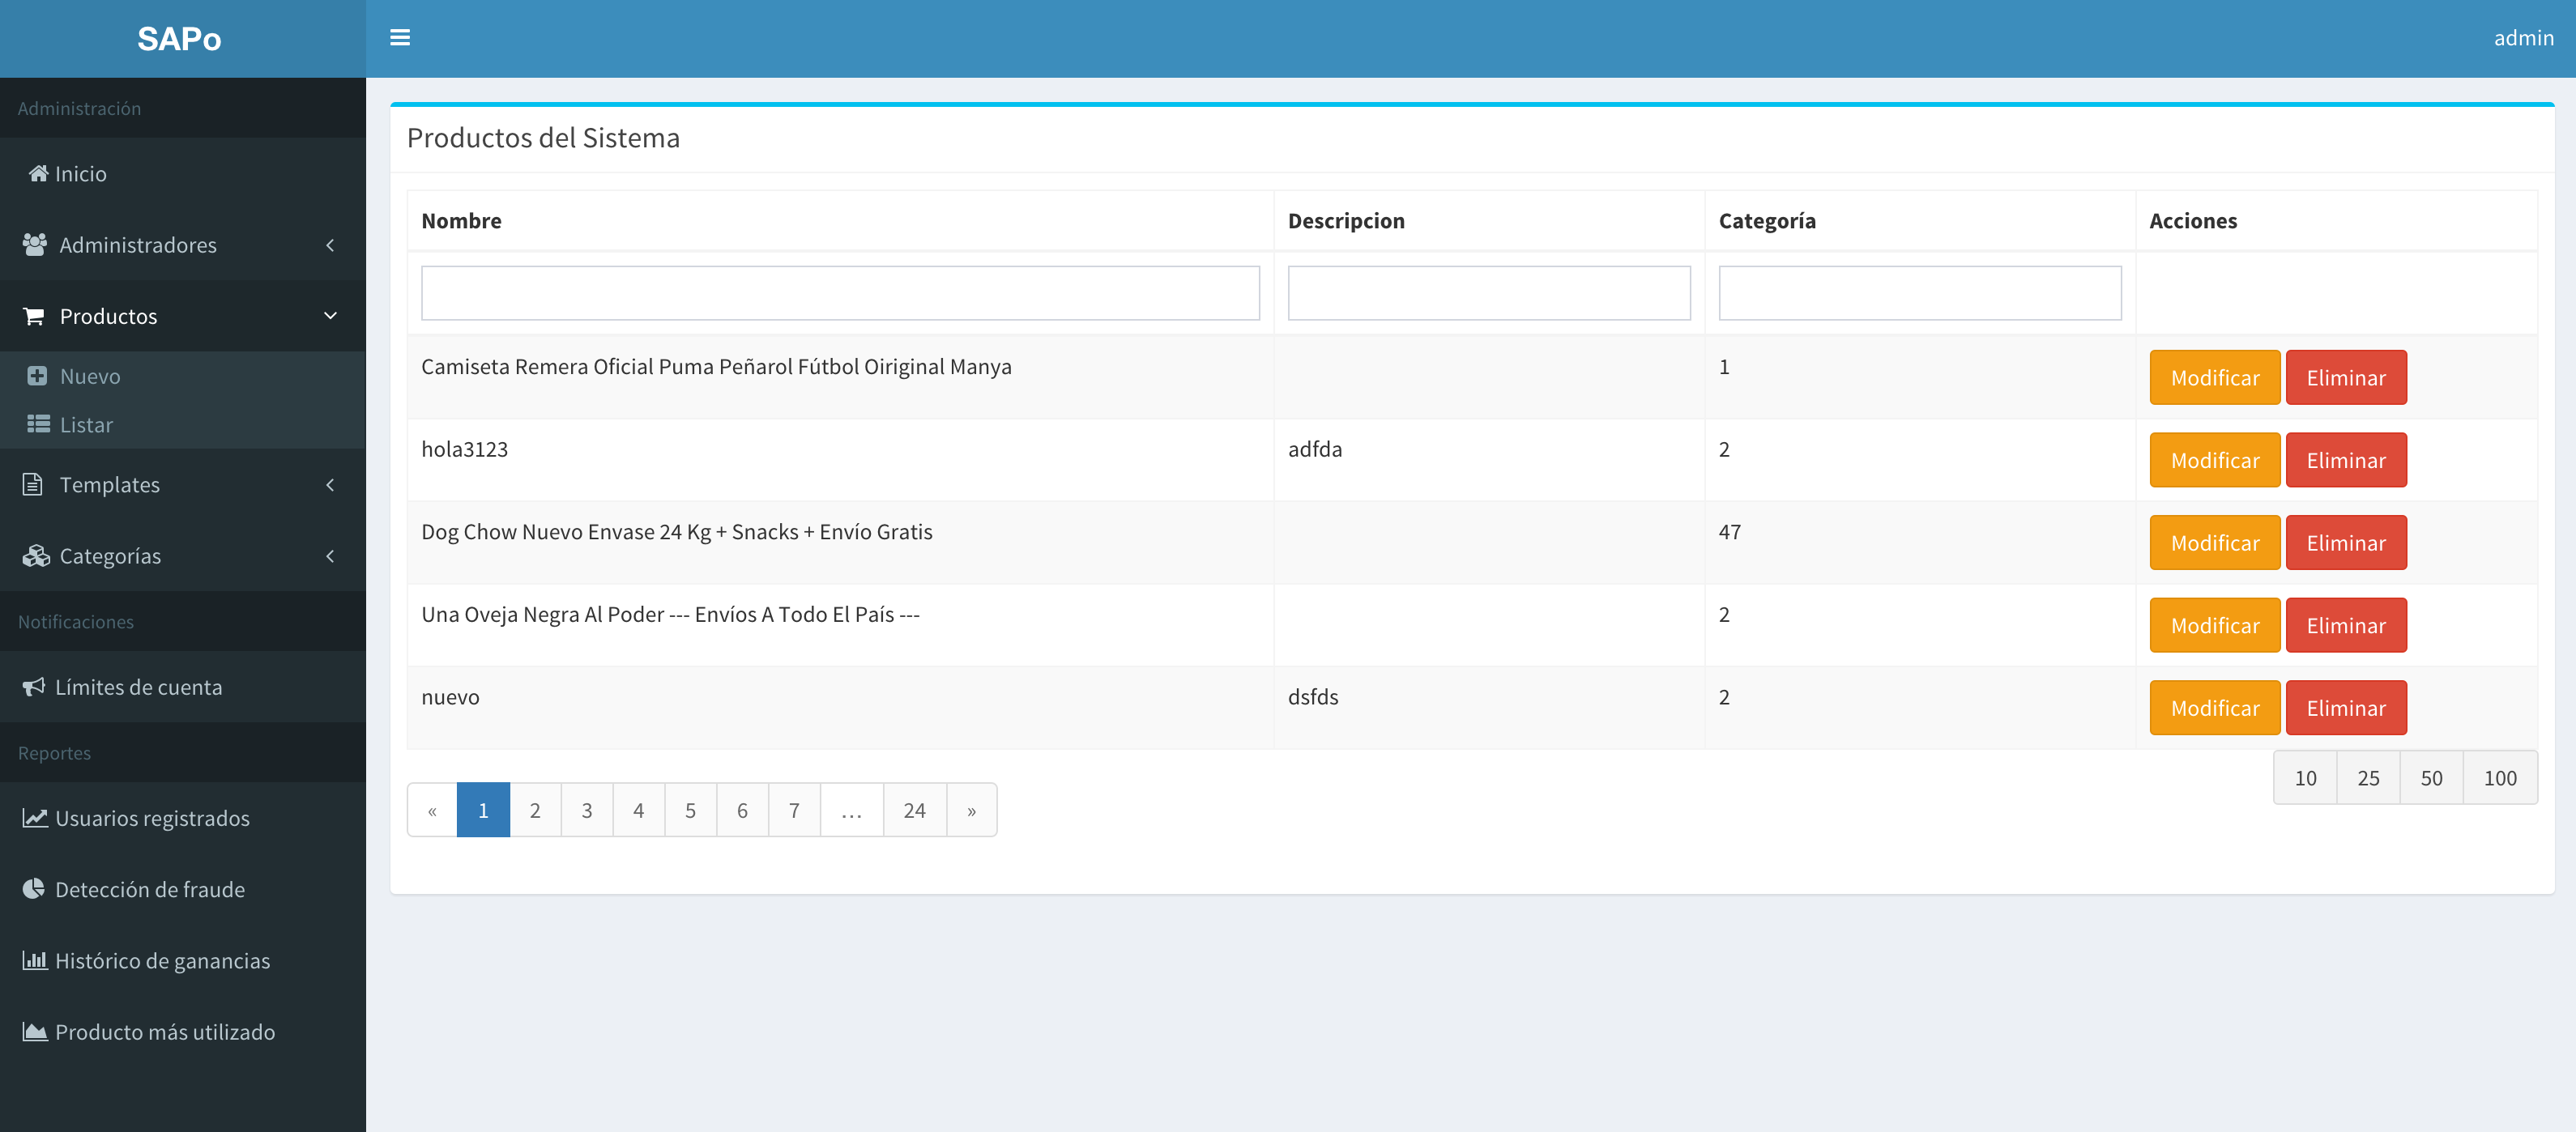 SAPo
admin
Administración
Inicio
Administradores
Productos
Nuevo
Listar
Templates
Categorías
Notificaciones
Límites de cuenta
Reportes
Usuarios registrados
Detección de fraude
Histórico de ganancias
Producto más utilizado
Productos del Sistema
Nombre Descripcion Categoría Acciones
Camiseta Remera Oficial Puma Peñarol Fútbol Oiriginal Manya 1 Modificar Eliminar
hola3123 adfda 2 Modificar Eliminar
Dog Chow Nuevo Envase 24 Kg + Snacks + Envío Gratis 47 Modificar Eliminar
Una Oveja Negra Al Poder --- Envíos A Todo El País --- 2 Modificar Eliminar
nuevo dsfds 2 Modificar Eliminar
10 25 50 100
« 1 2 3 4 5 6 7 … 24 »